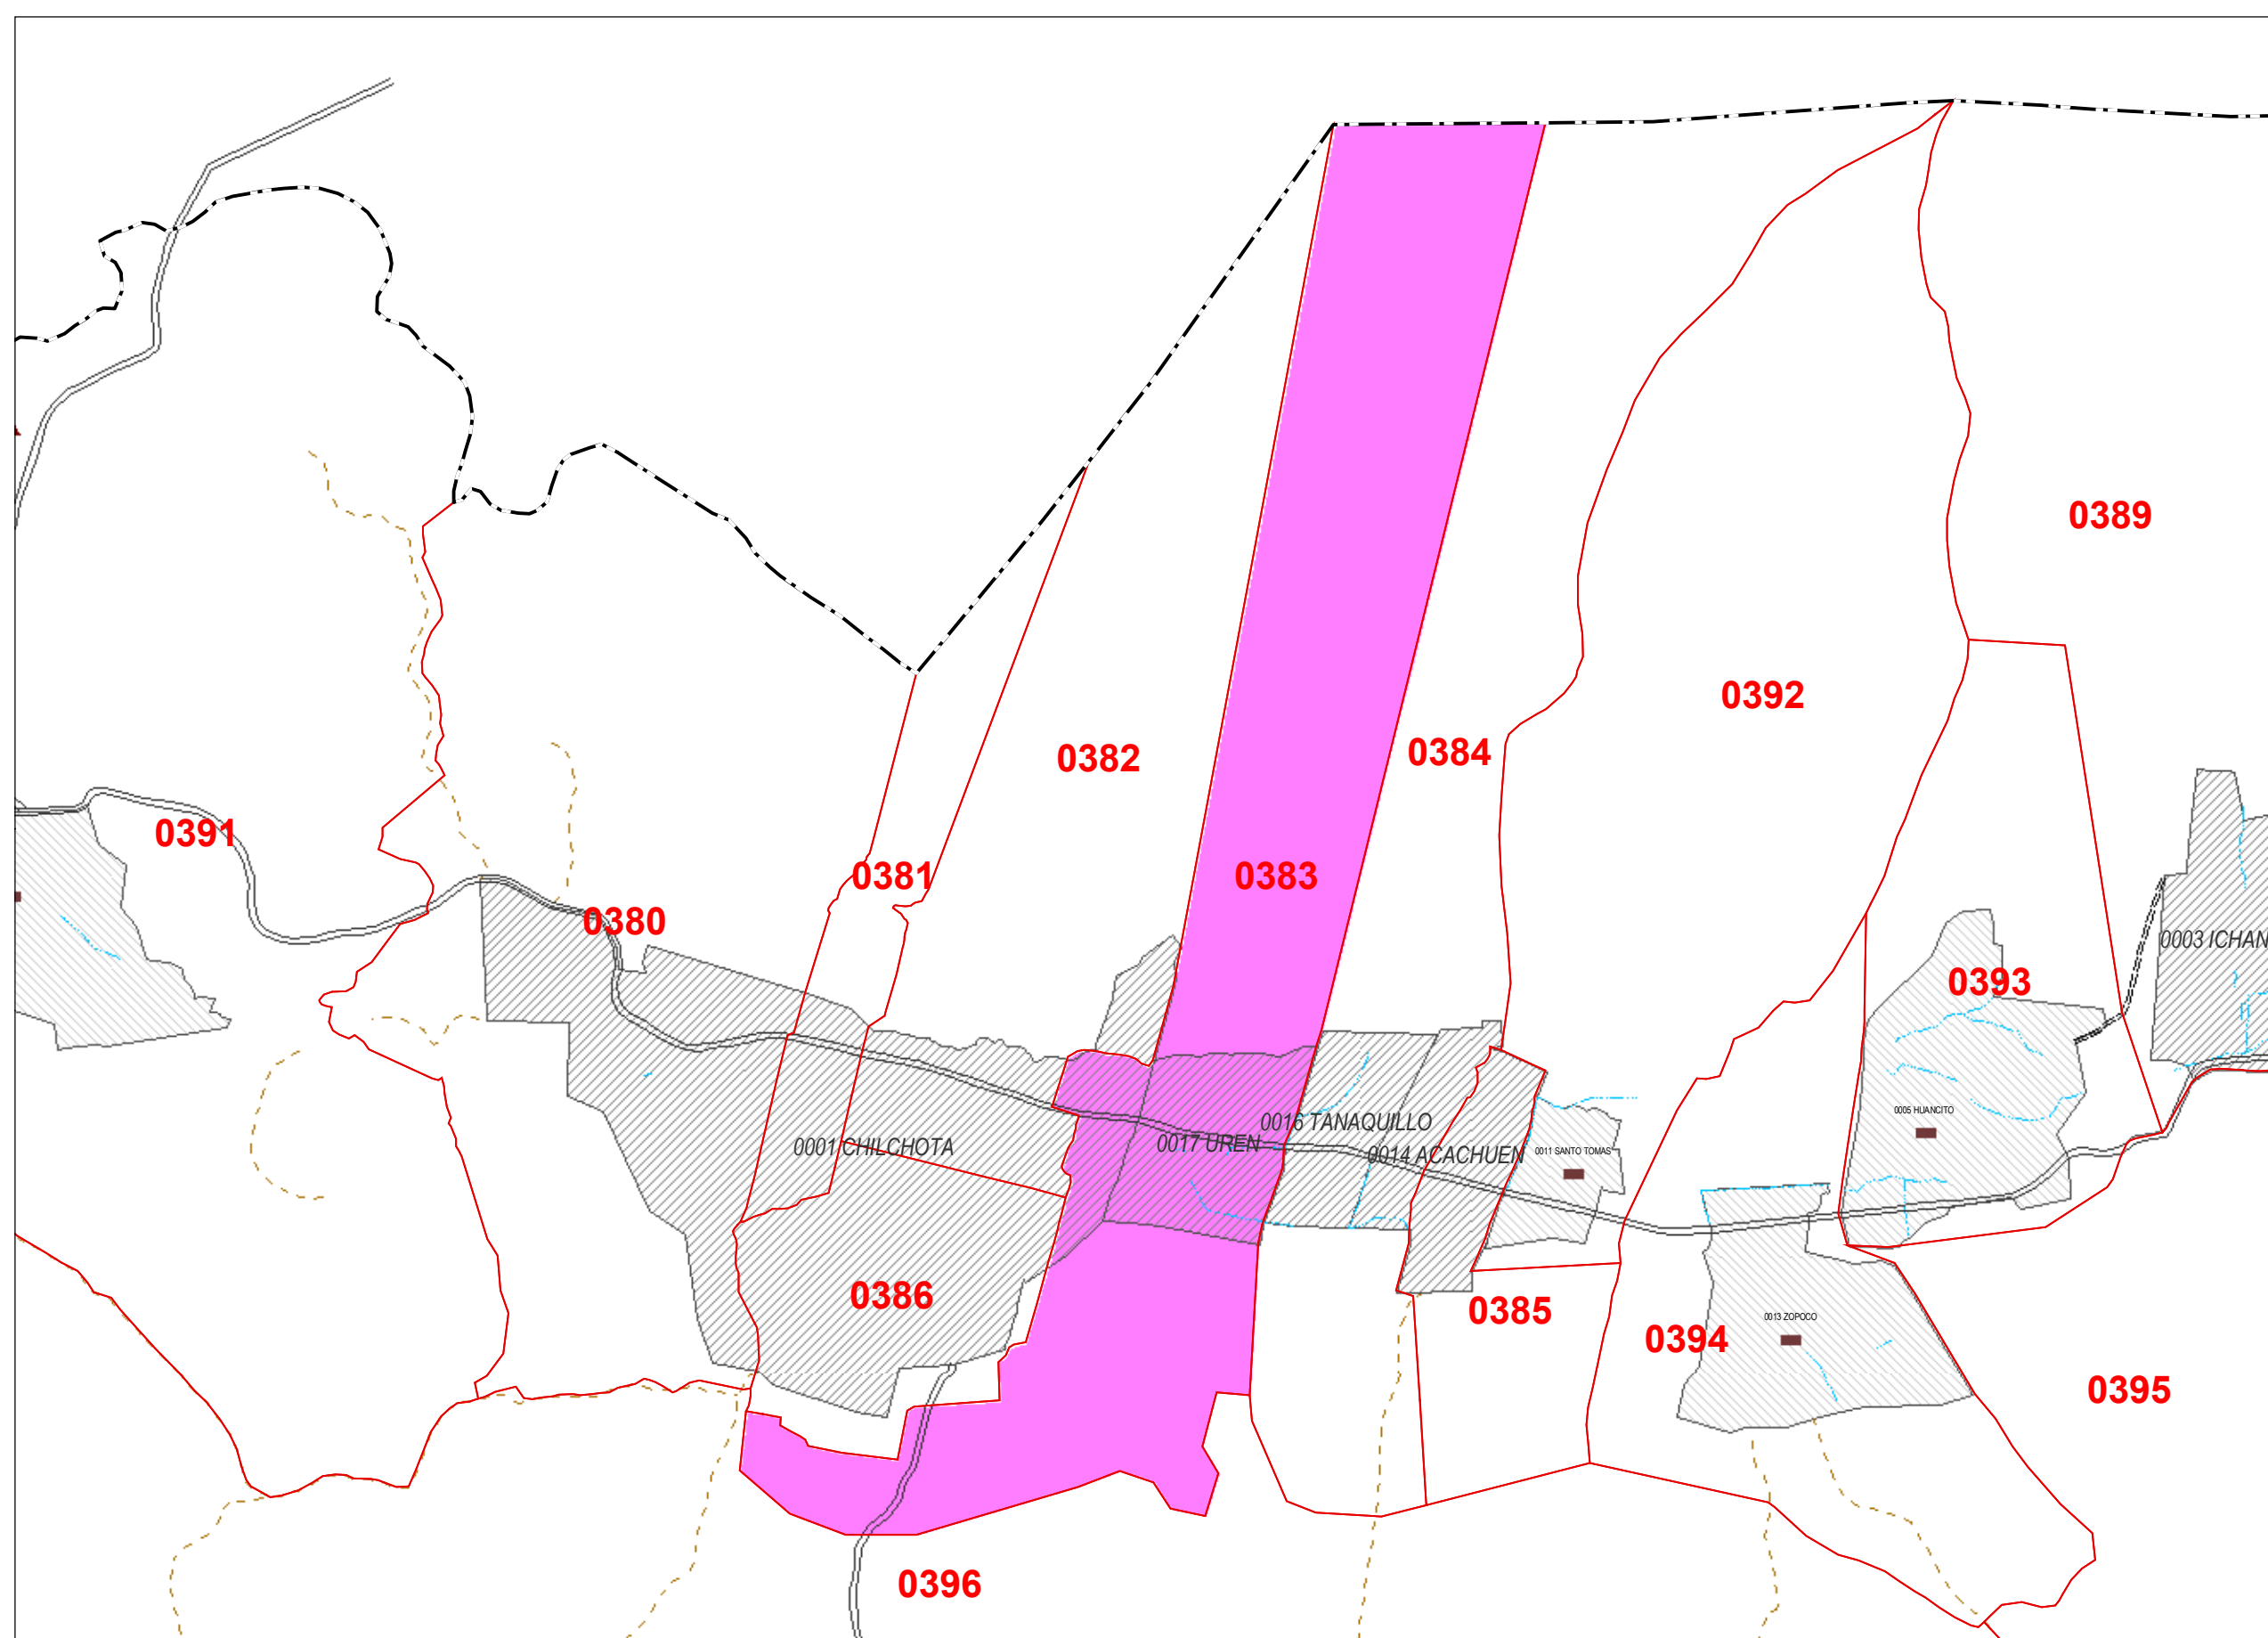 0389
0392
0384
0382
0391
0381
0383
0380
0003 ICHAN
0393
0005 HUANCITO
0016 TANAQUILLO
0001 CHILCHOTA
0017 UREN
0014 ACACHUEN
0011 SANTO TOMAS
0386
0385
0013 ZOPOCO
0394
0395
0396